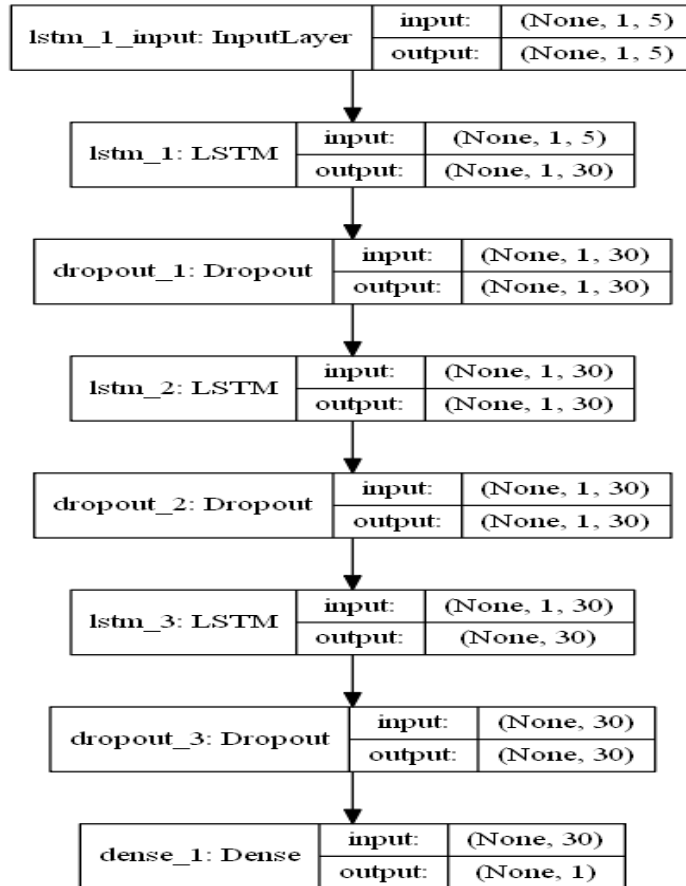 lstm_1_input: InputLayer input: (None, 1, 5)
output: (None, 1, 5)
lstm_1: LSTM input: (None, 1, 5)
output: (None, 1, 30)
dropout_1: Dropout input: (None, 1, 30)
output: (None, 1, 30)
lstm_2: LSTM input: (None, 1, 30)
output: (None, 1, 30)
dropout_2: Dropout input: (None, 1, 30)
output: (None, 1, 30)
lstm_3: LSTM input: (None, 1, 30)
output: (None, 30)
dropout_3: Dropout input: (None, 30)
output: (None, 30)
dense_1: Dense input: (None, 30)
output: (None, 1)